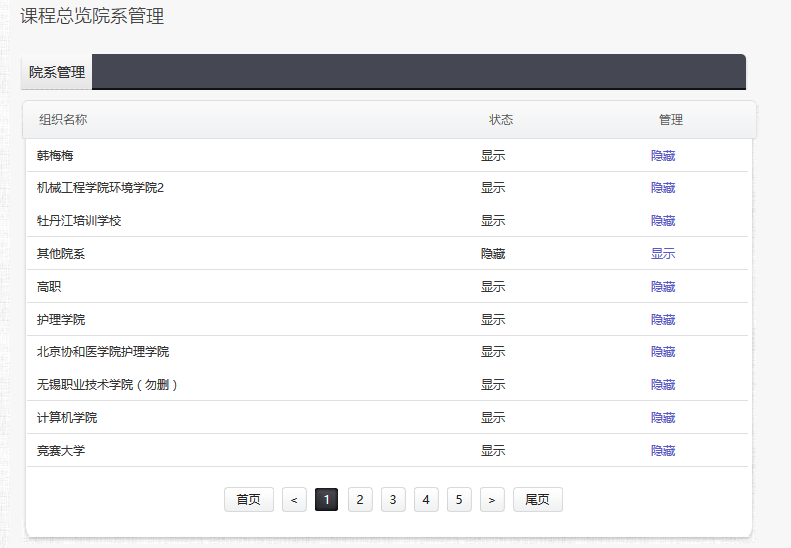 课程总览院系管理
院系管理
组织名称 状态 管理
韩梅梅 显示 隐藏
机械工程学院环境学院2 显示 隐藏
牡丹江培训学校 显示 隐藏
其他院系 隐藏 显示
高职 显示 隐藏
护理学院 显示 隐藏
北京协和医学院护理学院 显示 隐藏
无锡职业技术学院（勿删） 显示 隐藏
计算机学院 显示 隐藏
竞赛大学 显示 隐藏
首页 < 1 2 3 4 5 > 尾页